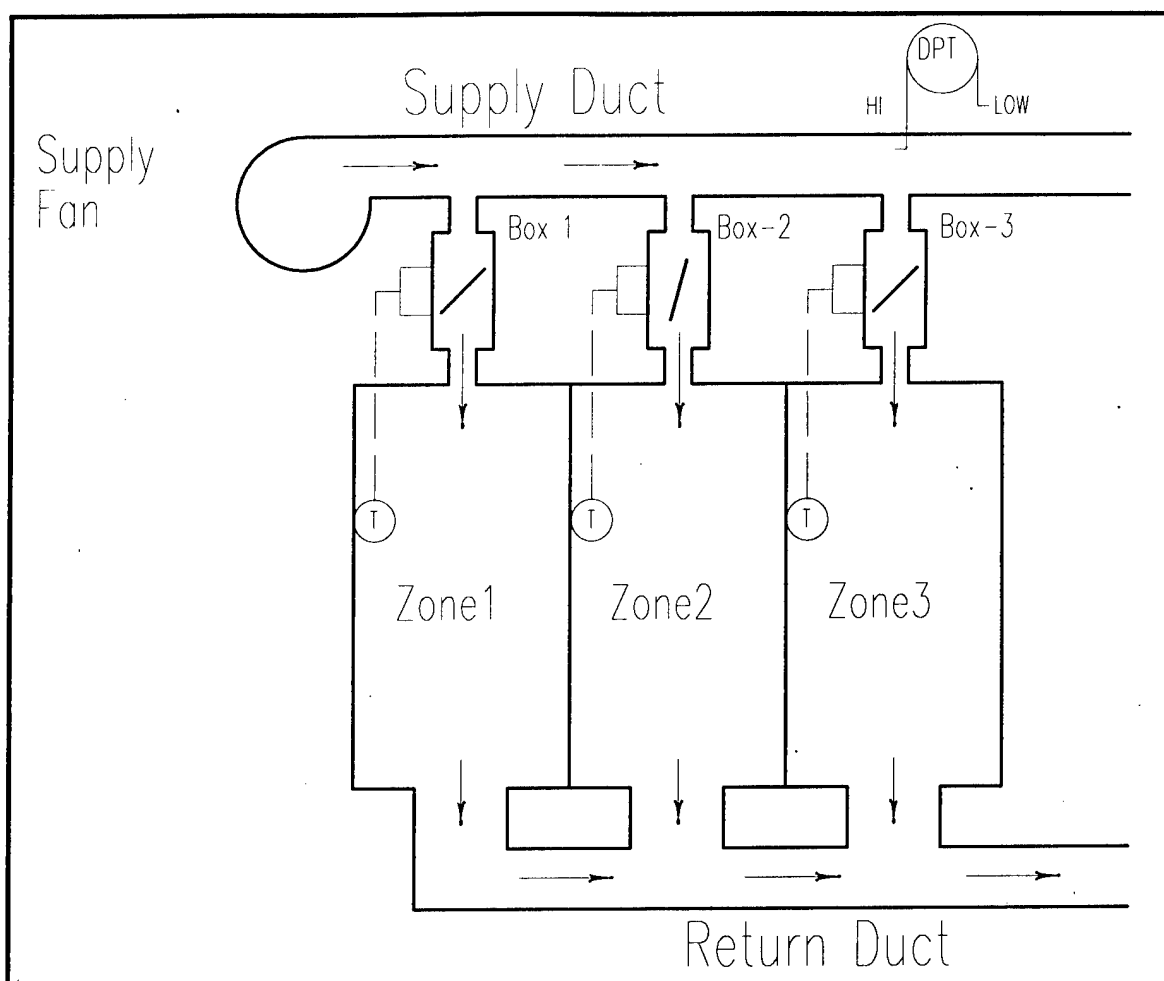 DPT
HI
LOW
Supply Duct
Supply
Fan
Box 1
Box-2
Box-3
T
T
T
Zone1
Zone2
Zone3
Return Duct